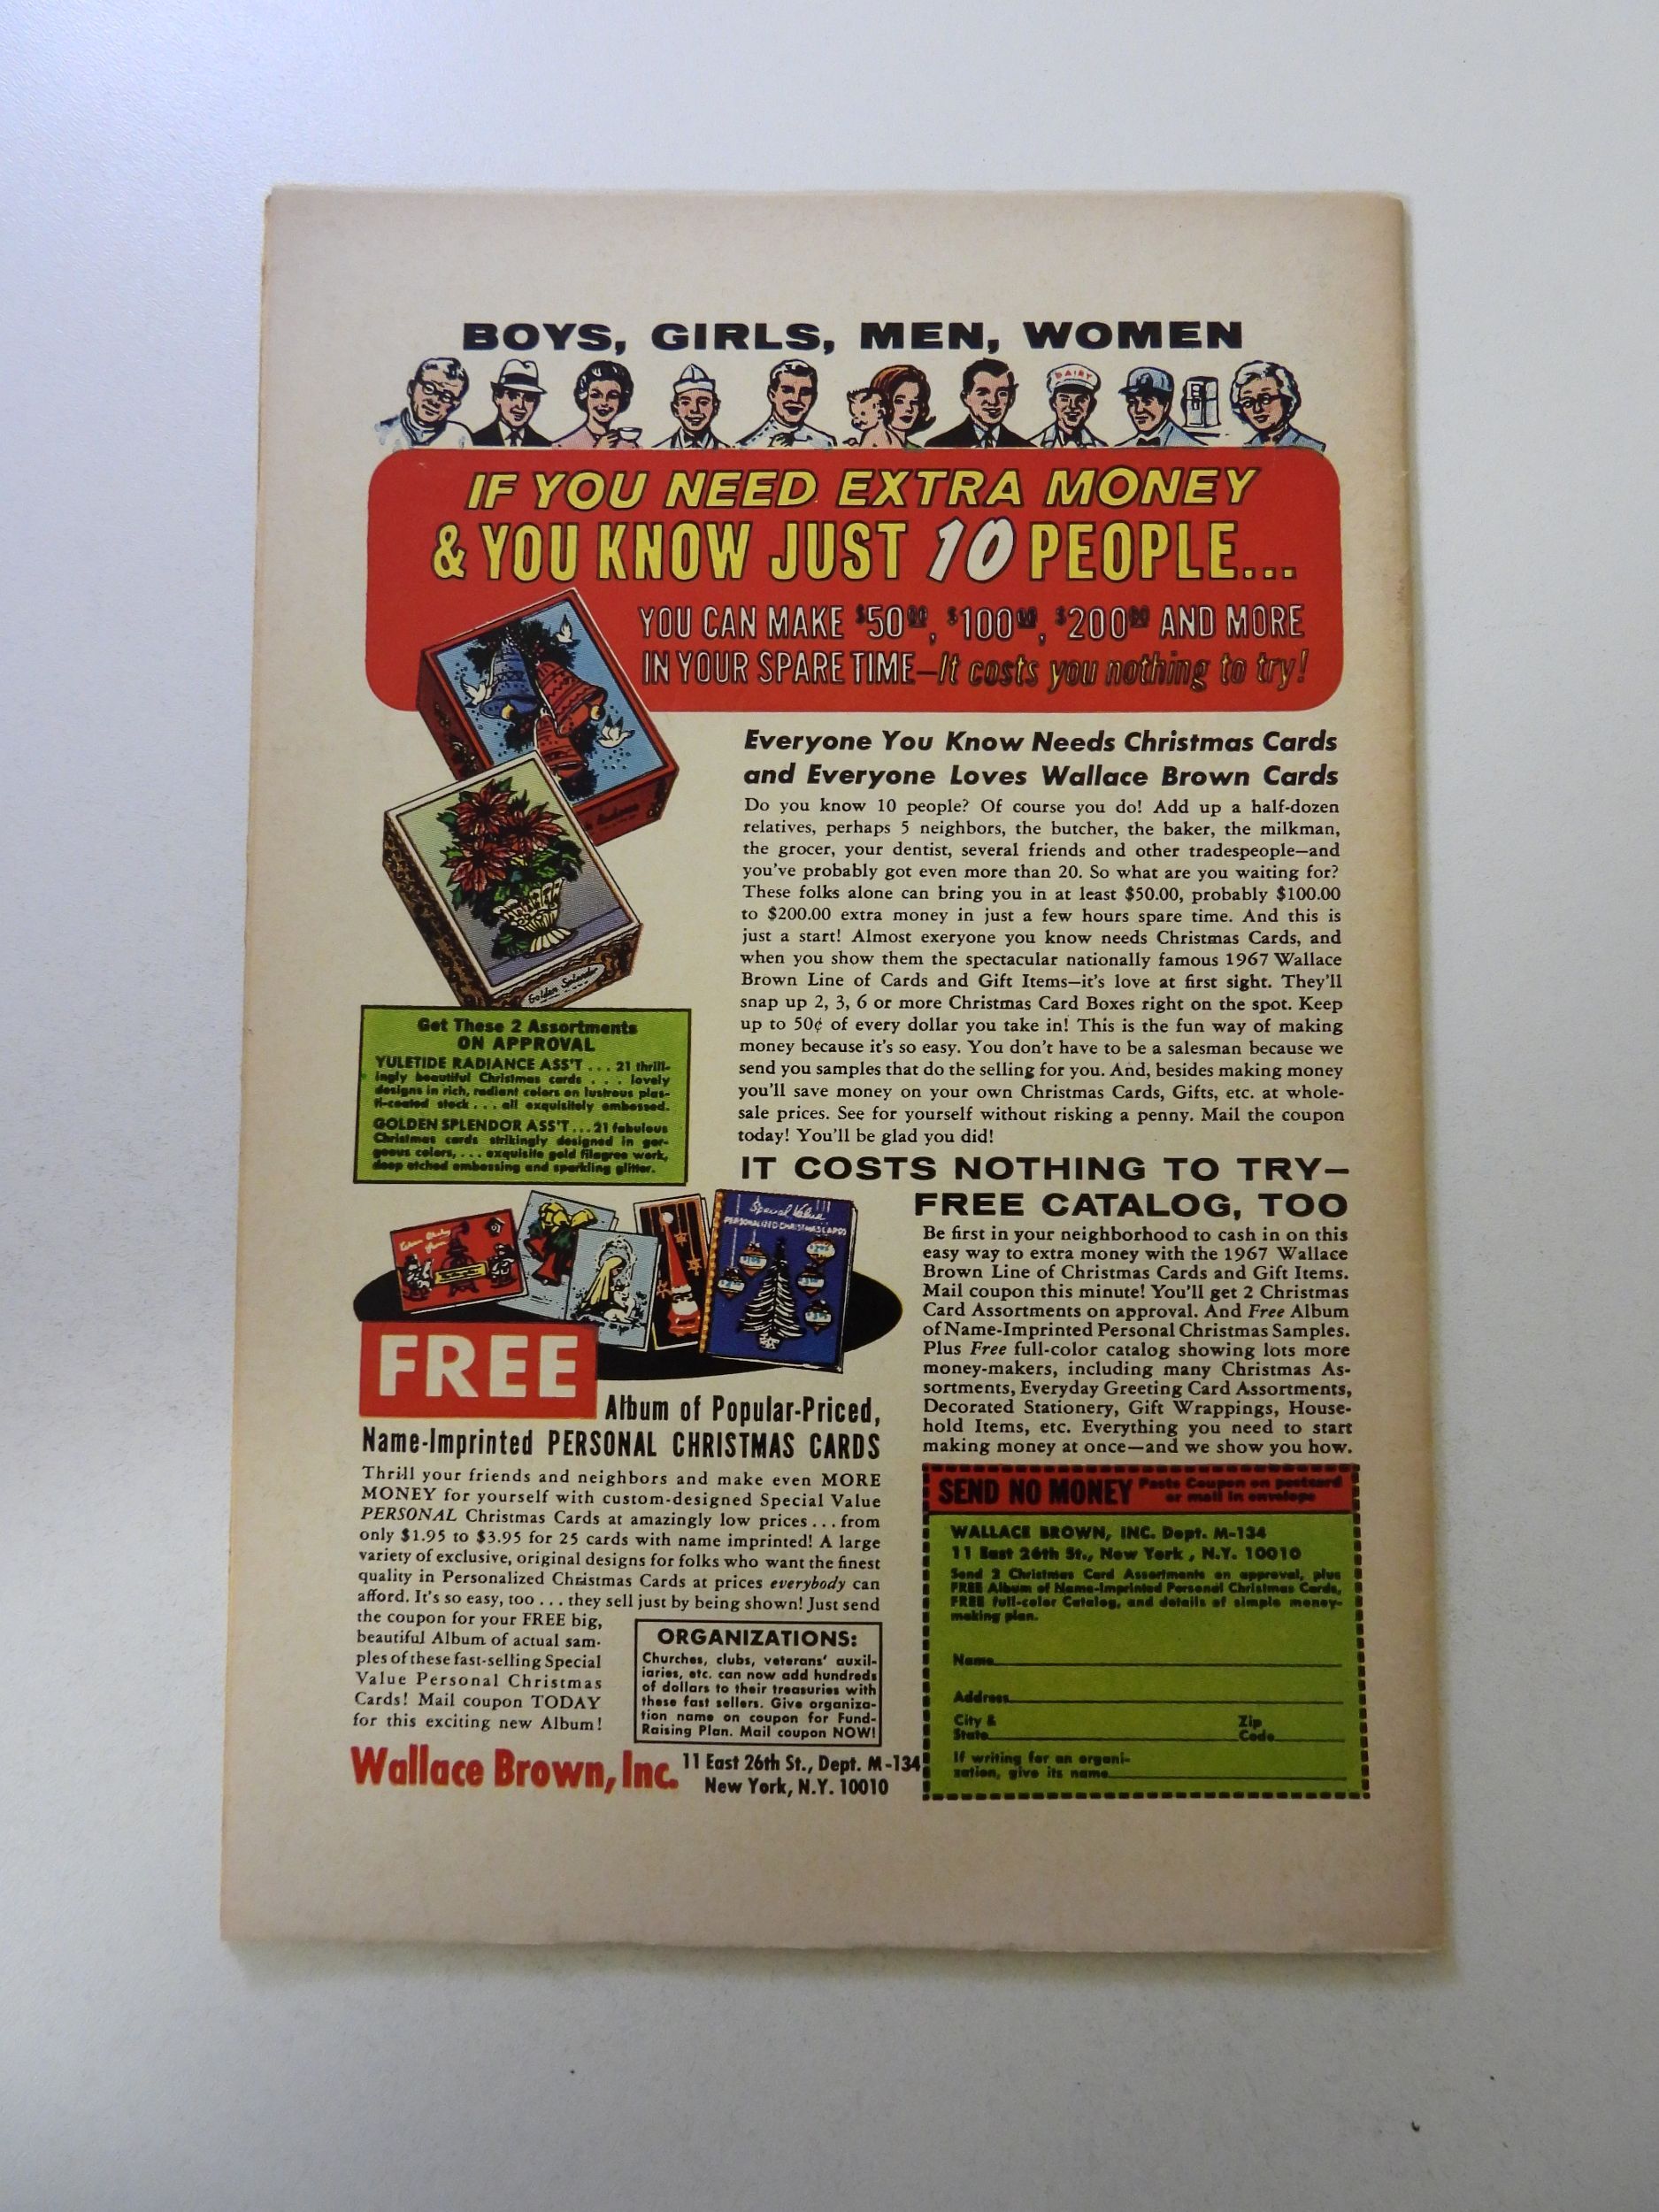 BOYS, GIRLS, MEN, WOMEN
DAIRY
IF YOU NEED EXTRA MONEY
& YOU KNOW JUST 10 PEOPLE...
YOU CAN MAKE $50.00, $100.00, $200.00 AND MORE
IN YOUR SPARE TIME—It costs you nothing to try!
Golden Splendor
Everyone You Know Needs Christmas Cards
and Everyone Loves Wallace Brown Cards
Do you know 10 people? Of course you do! Add up a half-dozen
relatives, perhaps 5 neighbors, the butcher, the baker, the milkman,
the grocer, your dentist, several friends and other tradespeople—and
you've probably got even more than 20. So what are you waiting for?
These folks alone can bring you in at least $50.00, probably $100.00
to $200.00 extra money in just a few hours spare time. And this is
just a start! Almost exeryone you know needs Christmas Cards, and
when you show them the spectacular nationally famous 1967 Wallace
Brown Line of Cards and Gift Items—it's love at first sight. They'll
snap up 2, 3, 6 or more Christmas Card Boxes right on the spot. Keep
up to 50¢ of every dollar you take in! This is the fun way of making
money because it's so easy. You don't have to be a salesman because we
send you samples that do the selling for you. And, besides making money
you'll save money on your own Christmas Cards, Gifts, etc. at whole-
sale prices. See for yourself without risking a penny. Mail the coupon
today! You'll be glad you did!
Get These 2 Assortments
ON APPROVAL
YULETIDE RADIANCE ASS'T . . . 21 thrill-
ingly beautiful Christmas cards . . . lovely
designs in rich, radiant colors on lustrous plas-
ti-coated stock . . . all exquisitely embossed.
GOLDEN SPLENDOR ASS'T . . . 21 fabulous
Christmas cards strikingly designed in gor-
geous colors, . . . exquisite gold filagree work,
deep etched embossing and sparkling glitter.
IT COSTS NOTHING TO TRY—
FREE CATALOG, TOO
Be first in your neighborhood to cash in on this
easy way to extra money with the 1967 Wallace
Brown Line of Christmas Cards and Gift Items.
Mail coupon this minute! You'll get 2 Christmas
Card Assortments on approval. And Free Album
of Name-Imprinted Personal Christmas Samples.
Plus Free full-color catalog showing lots more
money-makers, including many Christmas As-
sortments, Everyday Greeting Card Assortments,
Decorated Stationery, Gift Wrappings, House-
hold Items, etc. Everything you need to start
making money at once—and we show you how.
Special Value
PERSONALIZED CHRISTMAS CARDS
FREE
Album of Popular-Priced,
Name-Imprinted PERSONAL CHRISTMAS CARDS
Thrill your friends and neighbors and make even MORE
MONEY for yourself with custom-designed Special Value
PERSONAL Christmas Cards at amazingly low prices . . . from
only $1.95 to $3.95 for 25 cards with name imprinted! A large
variety of exclusive, original designs for folks who want the finest
quality in Personalized Christmas Cards at prices everybody can
afford. It's so easy, too . . . they sell just by being shown! Just send
the coupon for your FREE big,
beautiful Album of actual sam-
ples of these fast-selling Special
Value Personal Christmas
Cards! Mail coupon TODAY
for this exciting new Album!
ORGANIZATIONS:
Churches, clubs, veterans' auxil-
iaries, etc. can now add hundreds
of dollars to their treasuries with
these fast sellers. Give organiza-
tion name on coupon for Fund-
Raising Plan. Mail coupon NOW!
Wallace Brown, Inc. 11 East 26th St., Dept. M-134
New York, N.Y. 10010
SEND NO MONEY Paste Coupon on postcard
or mail in envelope
WALLACE BROWN, INC. Dept. M-134
11 East 26th St., New York, N.Y. 10010
Send 2 Christmas Card Assortments on approval, plus
FREE Album of Name-Imprinted Personal Christmas Cards,
FREE full-color Catalog, and details of simple money-
making plan.
Name
Address
City & Zip
State Code
If writing for an organi-
zation, give its name